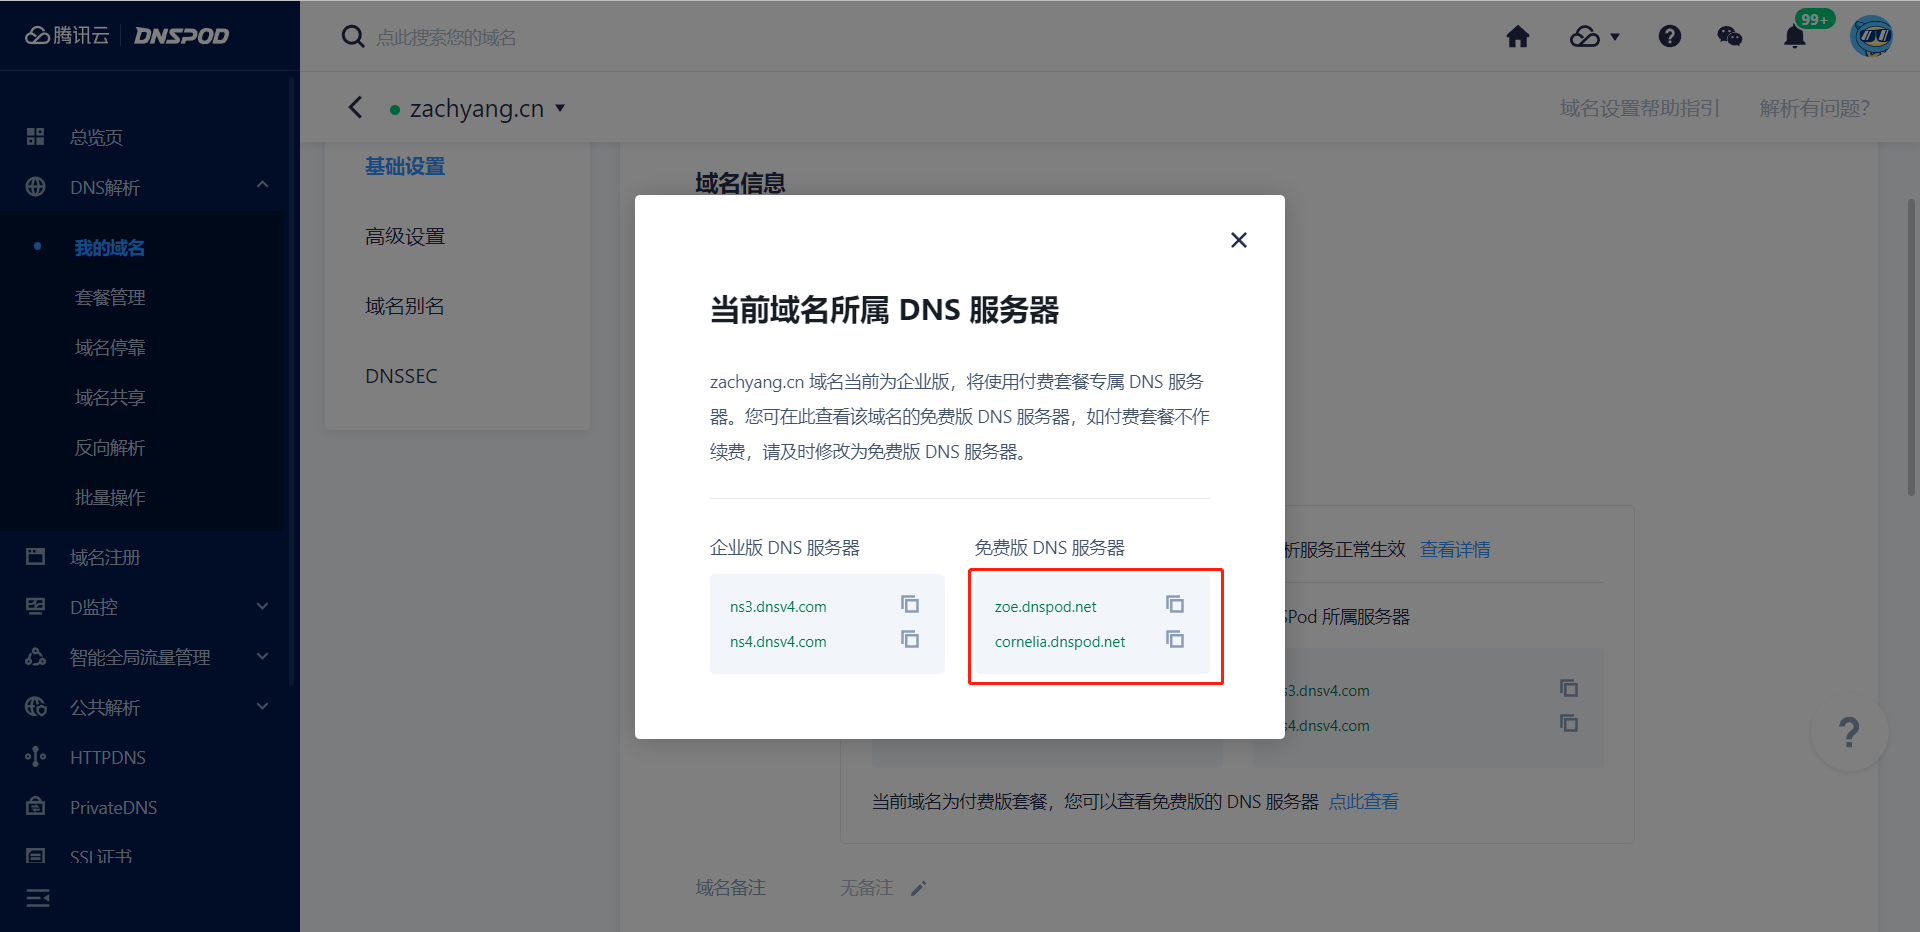 腾讯云 DNSPOD
点此搜索您的域名
99+
zachyang.cn
域名设置帮助指引 解析有问题？
总览页
DNS解析
我的域名
套餐管理
域名停靠
域名共享
反向解析
批量操作
域名注册
D监控
智能全局流量管理
公共解析
HTTPDNS
PrivateDNS
SSL证书
基础设置
高级设置
域名别名
DNSSEC
域名信息
当前域名所属 DNS 服务器
zachyang.cn 域名当前为企业版，将使用付费套餐专属 DNS 服务
器。您可在此查看该域名的免费版 DNS 服务器，如付费套餐不作
续费，请及时修改为免费版 DNS 服务器。
企业版 DNS 服务器
ns3.dnsv4.com
ns4.dnsv4.com
免费版 DNS 服务器
zoe.dnspod.net
cornelia.dnspod.net
析服务正常生效 查看详情
Pod 所属服务器
s3.dnsv4.com
s4.dnsv4.com
当前域名为付费版套餐，您可以查看免费版的 DNS 服务器 点此查看
域名备注 无备注
?